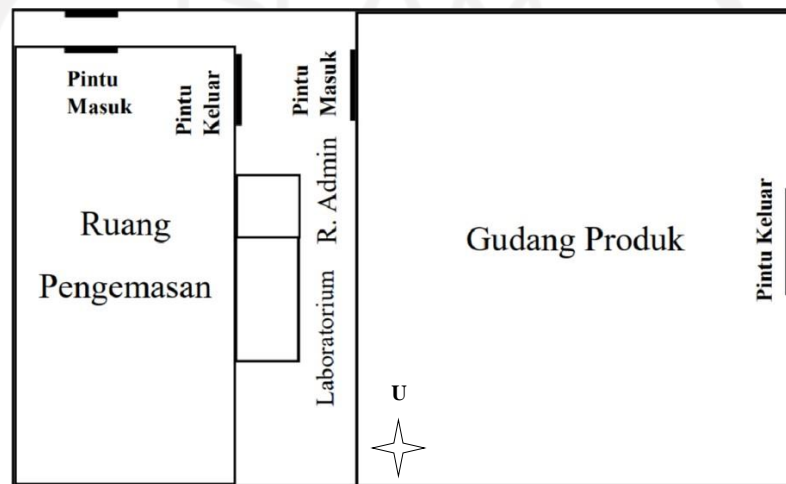 Pintu
Masuk
Pintu
Keluar
Pintu
Masuk
Ruang
Pengemasan
R. Admin
Laboratorium
Gudang Produk
Pintu Keluar
U